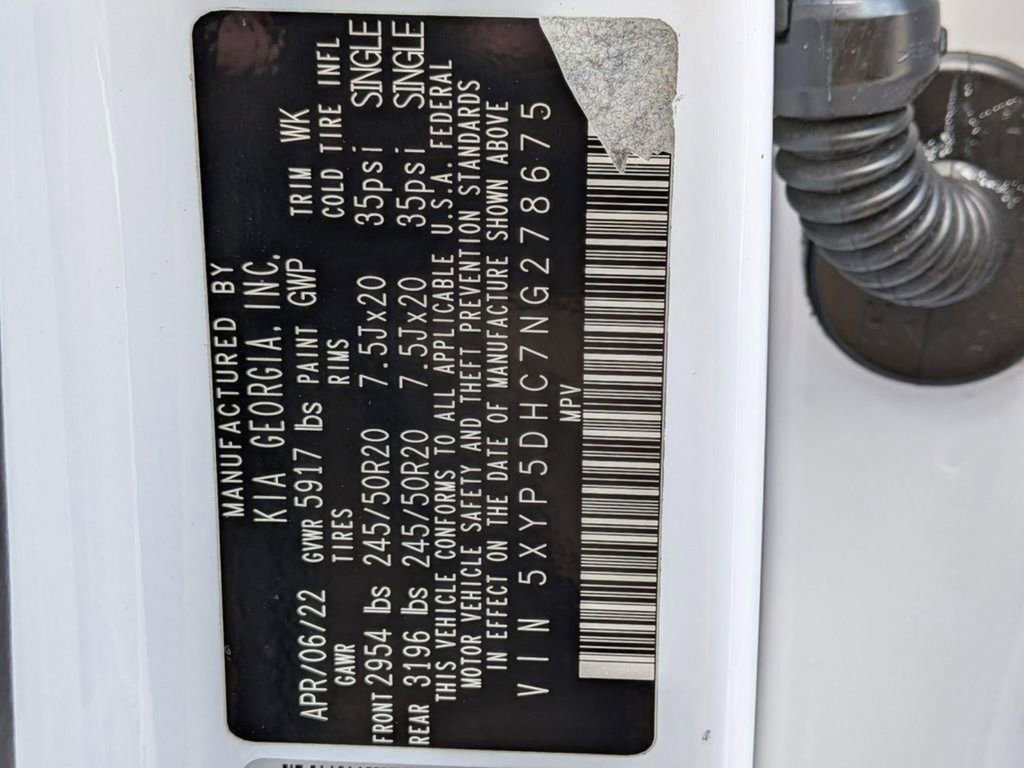 MANUFACTURED BY
KIA GEORGIA, INC.
APR/06/22 GVWR 5917 lbs PAINT GWP TRIM WK
GAWR TIRES RIMS COLD TIRE INFL
FRONT 2954 lbs 245/50R20 7.5Jx20 35psi SINGLE
REAR 3196 lbs 245/50R20 7.5Jx20 35psi SINGLE
THIS VEHICLE CONFORMS TO ALL APPLICABLE U.S.A. FEDERAL
MOTOR VEHICLE SAFETY AND THEFT PREVENTION STANDARDS
IN EFFECT ON THE DATE OF MANUFACTURE SHOWN ABOVE
VIN 5XYP5DHC7NG278675
MPV